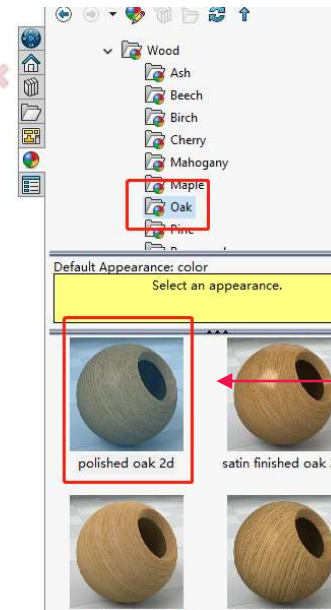 Wood
Ash
Beech
Birch
Cherry
Mahogany
Maple
Oak
Pine
Default Appearance: color
Select an appearance.
polished oak 2d
satin finished oak